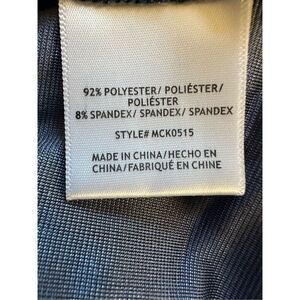 92% POLYESTER/ POLIÉSTER/
POLIÉSTER
8% SPANDEX/ SPANDEX/ SPANDEX
STYLE# MCK0515
MADE IN CHINA/HECHO EN
CHINA/FABRIQUÉ EN CHINE